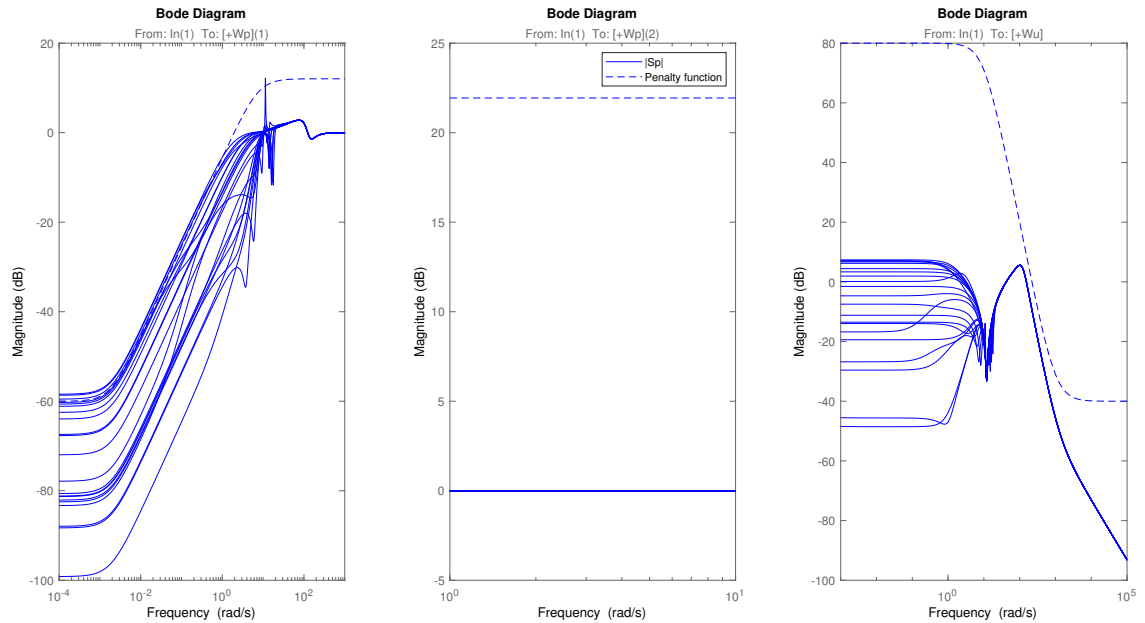 Bode Diagram
From: In(1) To: [+Wp](1)
Magnitude (dB)
20
0
-20
-40
-60
-80
-100
10^-4
10^-2
10^0
10^2
Frequency (rad/s)
Bode Diagram
From: In(1) To: [+Wp](2)
Magnitude (dB)
25
20
15
10
5
0
-5
10^0
10^1
Frequency (rad/s)
|Sp|
Penalty function
Bode Diagram
From: In(1) To: [+Wu]
Magnitude (dB)
80
60
40
20
0
-20
-40
-60
-80
-100
10^0
10^5
Frequency (rad/s)